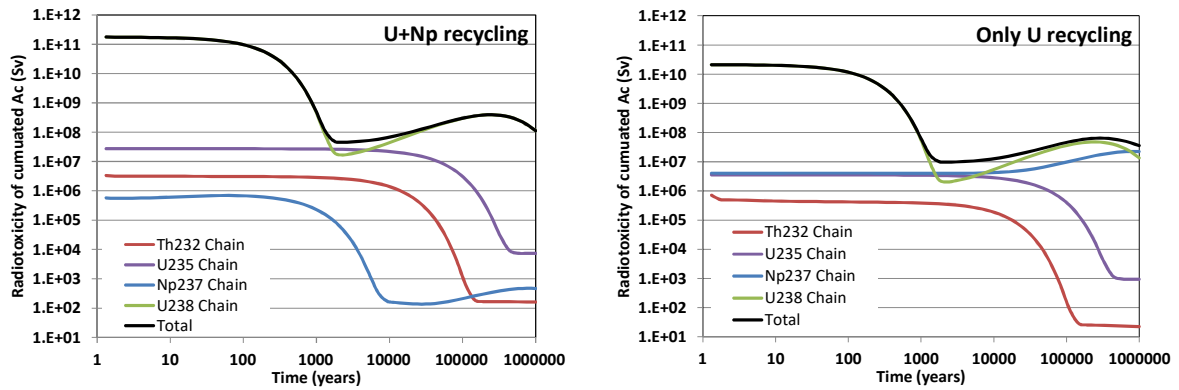 U+Np recycling
Radiotoxicity of cumuated Ac (Sv)
1.E+12
1.E+11
1.E+10
1.E+09
1.E+08
1.E+07
1.E+06
1.E+05
1.E+04
1.E+03
1.E+02
1.E+01
Th232 Chain
U235 Chain
Np237 Chain
U238 Chain
Total
1 10 100 1000 10000 100000 1000000
Time (years)
Only U recycling
Radiotoxicity of cumuated Ac (Sv)
1.E+12
1.E+11
1.E+10
1.E+09
1.E+08
1.E+07
1.E+06
1.E+05
1.E+04
1.E+03
1.E+02
1.E+01
Th232 Chain
U235 Chain
Np237 Chain
U238 Chain
Total
1 10 100 1000 10000 100000 1000000
Time (years)